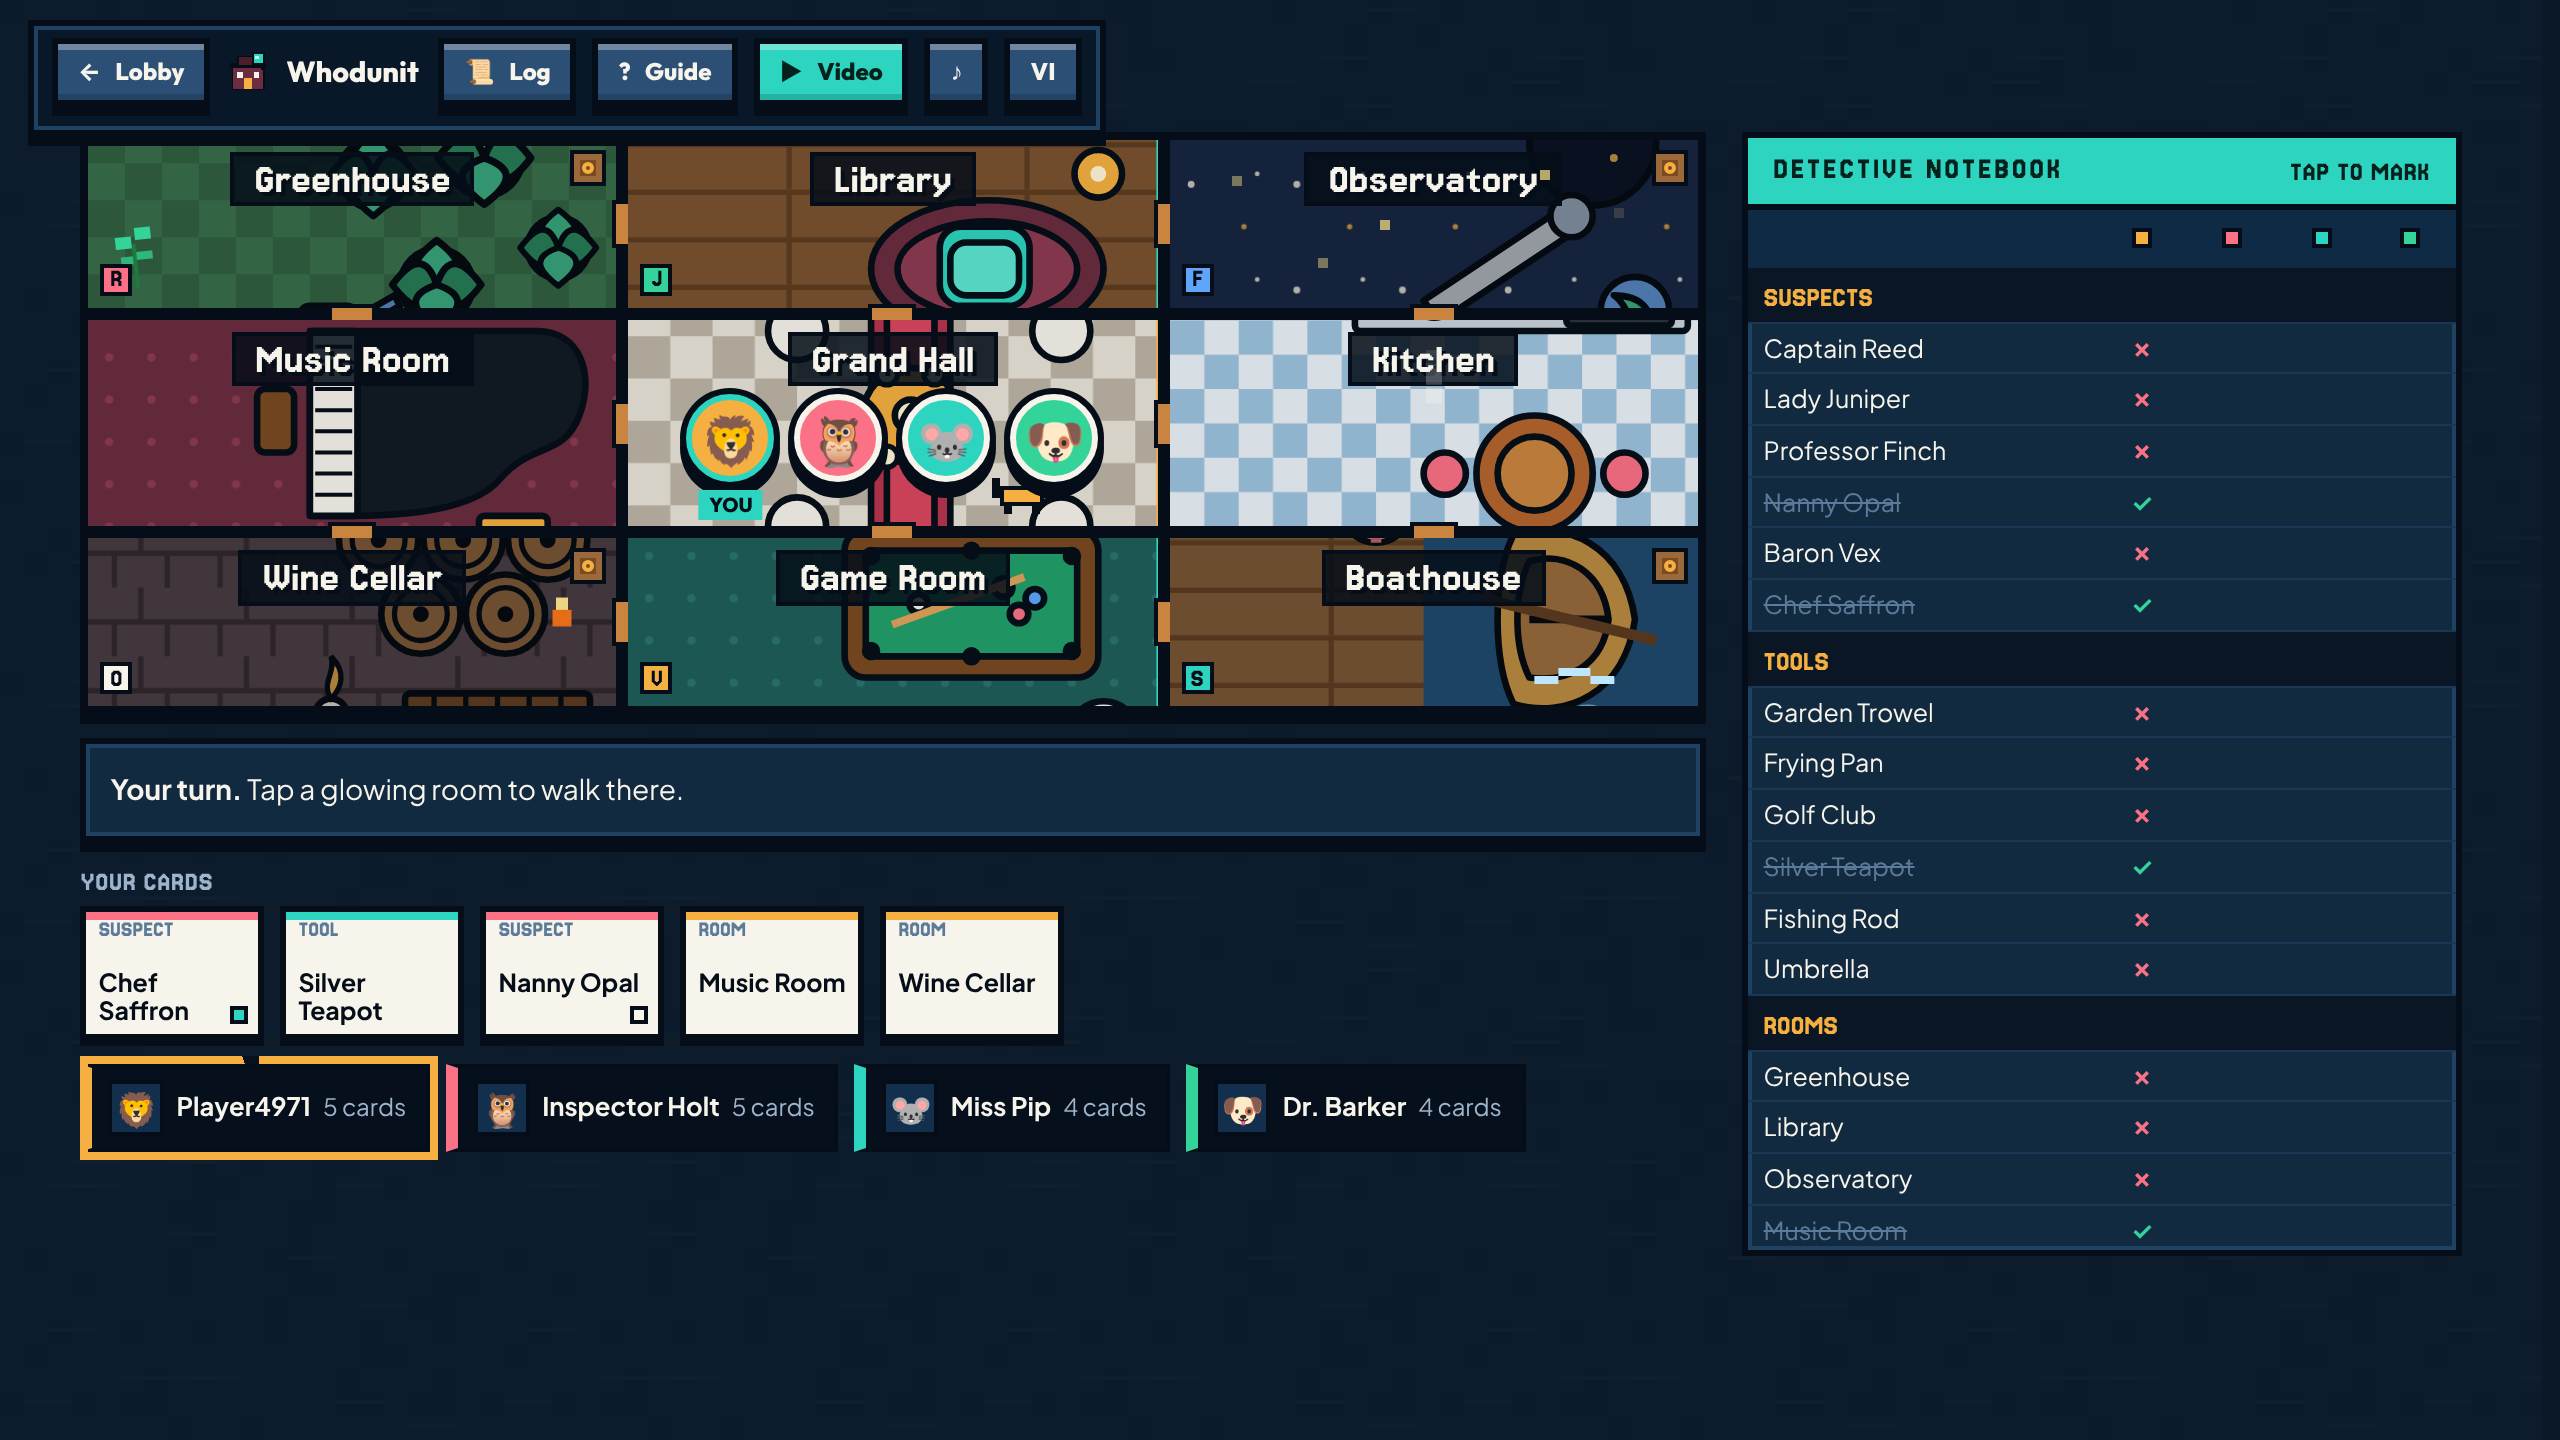 ← Lobby
Whodunit
Log
? Guide
▶ Video
♪
VI
Greenhouse
Library
Observatory
R
J
F
Music Room
Grand Hall
Kitchen
YOU
Wine Cellar
Game Room
Boathouse
O
V
S
Your turn. Tap a glowing room to walk there.
YOUR CARDS
SUSPECT
Chef
Saffron
TOOL
Silver
Teapot
SUSPECT
Nanny Opal
ROOM
Music Room
ROOM
Wine Cellar
Player4971 5 cards
Inspector Holt 5 cards
Miss Pip 4 cards
Dr. Barker 4 cards
DETECTIVE NOTEBOOK
TAP TO MARK
SUSPECTS
Captain Reed
Lady Juniper
Professor Finch
Nanny Opal
Baron Vex
Chef Saffron
TOOLS
Garden Trowel
Frying Pan
Golf Club
Silver Teapot
Fishing Rod
Umbrella
ROOMS
Greenhouse
Library
Observatory
Music Room